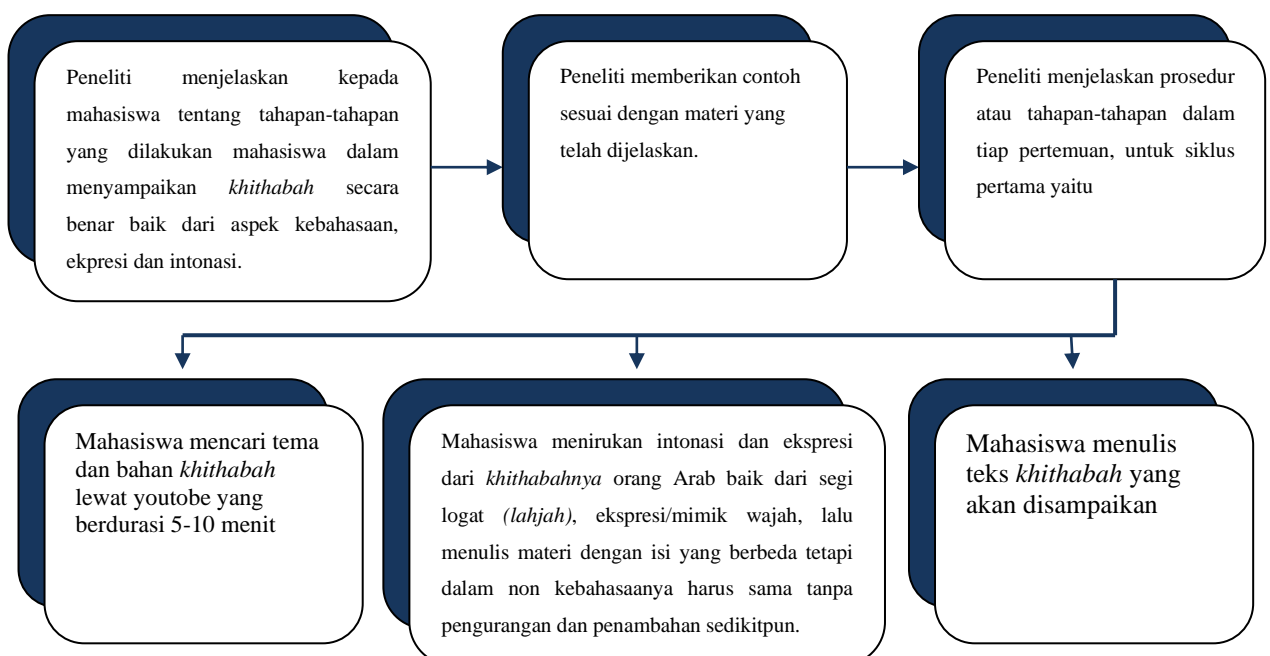 Peneliti menjelaskan kepada
mahasiswa tentang tahapan-tahapan
yang dilakukan mahasiswa dalam
menyampaikan khithabah secara
benar baik dari aspek kebahasaan,
ekpresi dan intonasi.
Peneliti memberikan contoh
sesuai dengan materi yang
telah dijelaskan.
Peneliti menjelaskan prosedur
atau tahapan-tahapan dalam
tiap pertemuan, untuk siklus
pertama yaitu
Mahasiswa mencari tema
dan bahan khithabah
lewat youtobe yang
berdurasi 5-10 menit
Mahasiswa menirukan intonasi dan ekspresi
dari khithabahnya orang Arab baik dari segi
logat (lahjah), ekspresi/mimik wajah, lalu
menulis materi dengan isi yang berbeda tetapi
dalam non kebahasaanya harus sama tanpa
pengurangan dan penambahan sedikitpun.
Mahasiswa menulis
teks khithabah yang
akan disampaikan